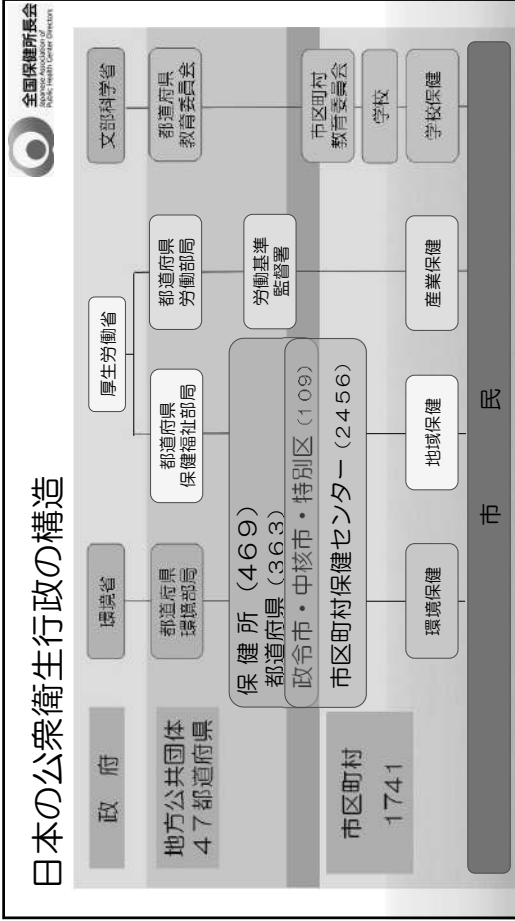 日本の公衆衛生行政の構造
全国保健所長会
Japanese Association of
Public Health Center Directors
政 府
環境省
厚生労働省
文部科学省
地方公共団体
４７都道府県
都道府県
環境部局
都道府県
保健福祉部局
都道府県
労働部局
都道府県
教育委員会
保 健 所 （469）
都道府県（363）
政令市・中核市・特別区（109）
市区町村保健センター（2456）
労働基準
監督署
市区町村
1741
市区町村
教育委員会
学校
環境保健
地域保健
産業保健
学校保健
市 民